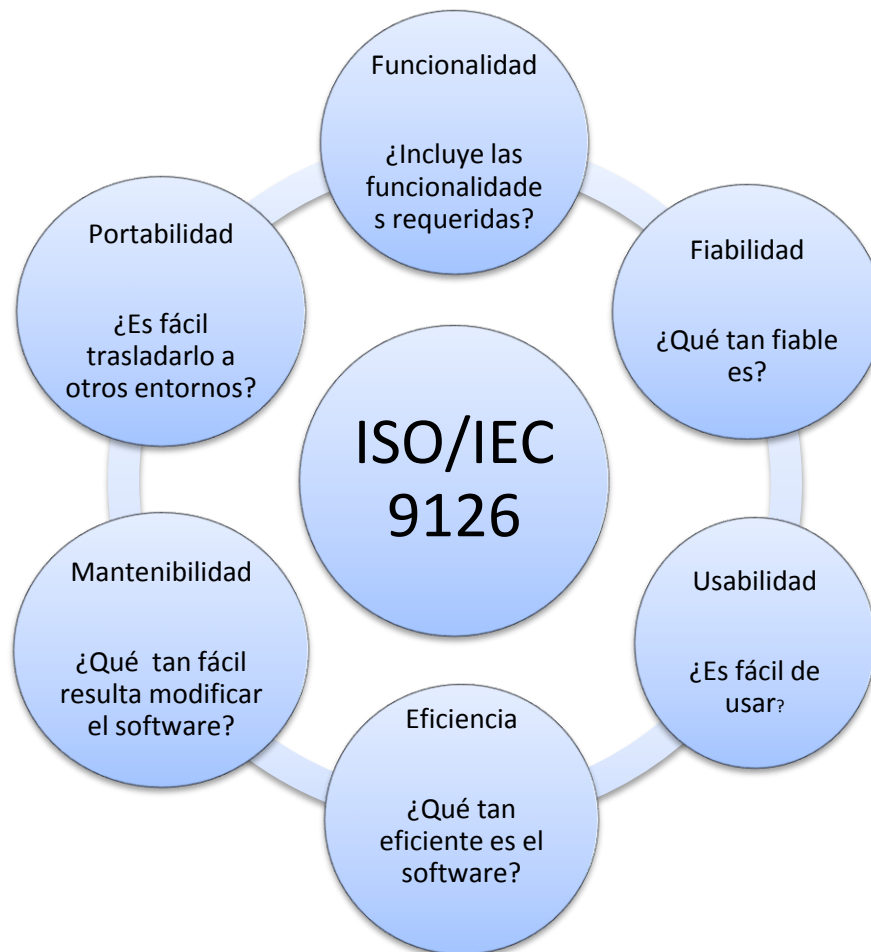 Funcionalidad
¿Incluye las
funcionalidade
s requeridas?
Portabilidad
¿Es fácil
trasladarlo a
otros entornos?
Fiabilidad
¿Qué tan fiable
es?
ISO/IEC
9126
Mantenibilidad
¿Qué tan fácil
resulta modificar
el software?
Usabilidad
¿Es fácil de
usar?
Eficiencia
¿Qué tan
eficiente es el
software?